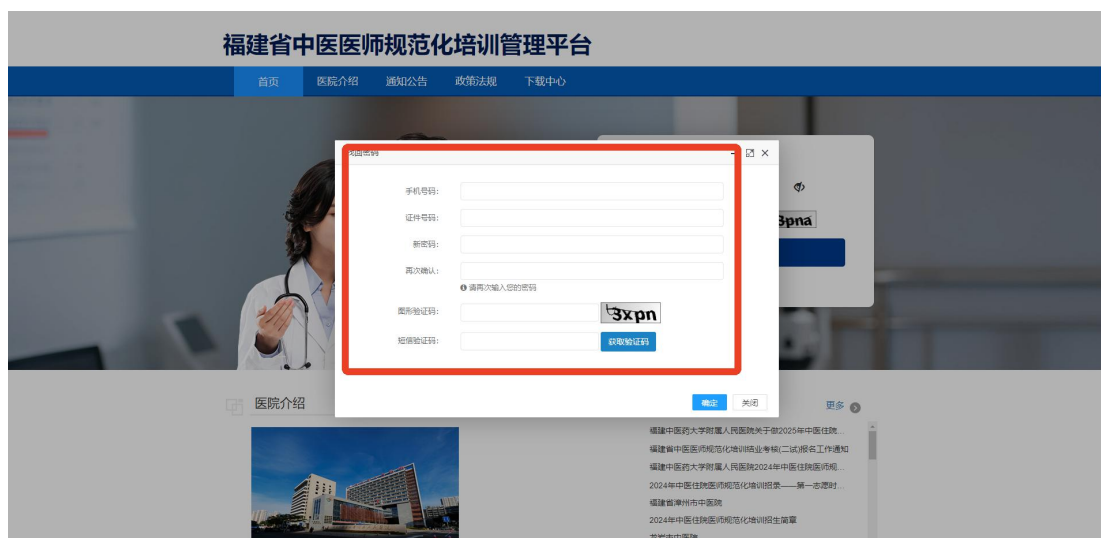 福建省中医医师规范化培训管理平台
首页 医院介绍 通知公告 政策法规 下载中心
找回密码
手机号码：
证件号码：
新密码：
再次确认：
请再次输入您的密码
图形验证码：
3xpn
短信验证码：
获取验证码
确定 关闭
3pna
医院介绍
更多
福建中医药大学附属人民医院关于做2025年中医住院...
福建省中医医师规范化培训结业考核(二试)报名工作通知
福建中医药大学附属人民医院2024年中医住院医师规...
2024年中医住院医师规范化培训招录——第一志愿时...
福建省漳州市中医院
2024年中医住院医师规范化培训招生简章
龙岩市中医院